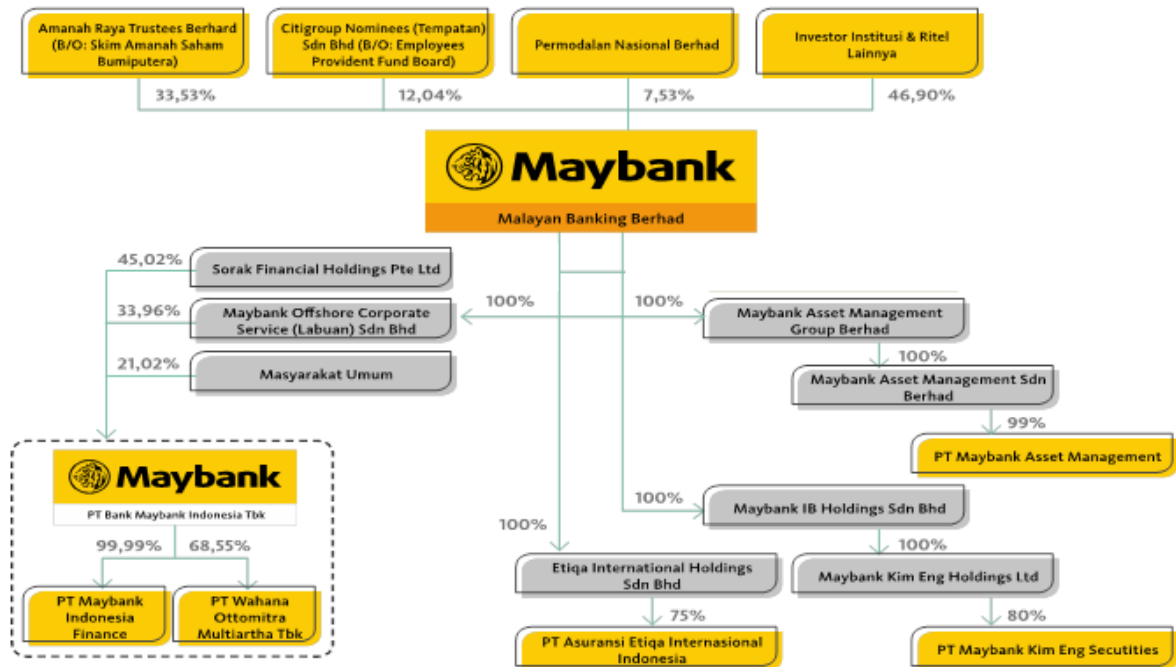 Amanah Raya Trustees Berhard
(B/O: Skim Amanah Saham
Bumiputera)
Citigroup Nominees (Tempatan)
Sdn Bhd (B/O: Employees
Provident Fund Board)
Permodalan Nasional Berhad
Investor Institusi & Ritel
Lainnya
33,53%
12,04%
7,53%
46,90%
Maybank
Malayan Banking Berhad
45,02%
Sorak Financial Holdings Pte Ltd
33,96%
Maybank Offshore Corporate
Service (Labuan) Sdn Bhd
100%
100%
Maybank Asset Management
Group Berhad
21,02%
Masyarakat Umum
100%
Maybank Asset Management Sdn
Berhad
99%
PT Maybank Asset Management
Maybank
PT Bank Maybank Indonesia Tbk
99,99%
68,55%
PT Maybank
Indonesia
Finance
PT Wahana
Ottomitra
Multiartha Tbk
100%
Maybank IB Holdings Sdn Bhd
100%
Etiqa International Holdings
Sdn Bhd
100%
Maybank Kim Eng Holdings Ltd
75%
PT Asuransi Etiqa Internasional
Indonesia
80%
PT Maybank Kim Eng Secutities